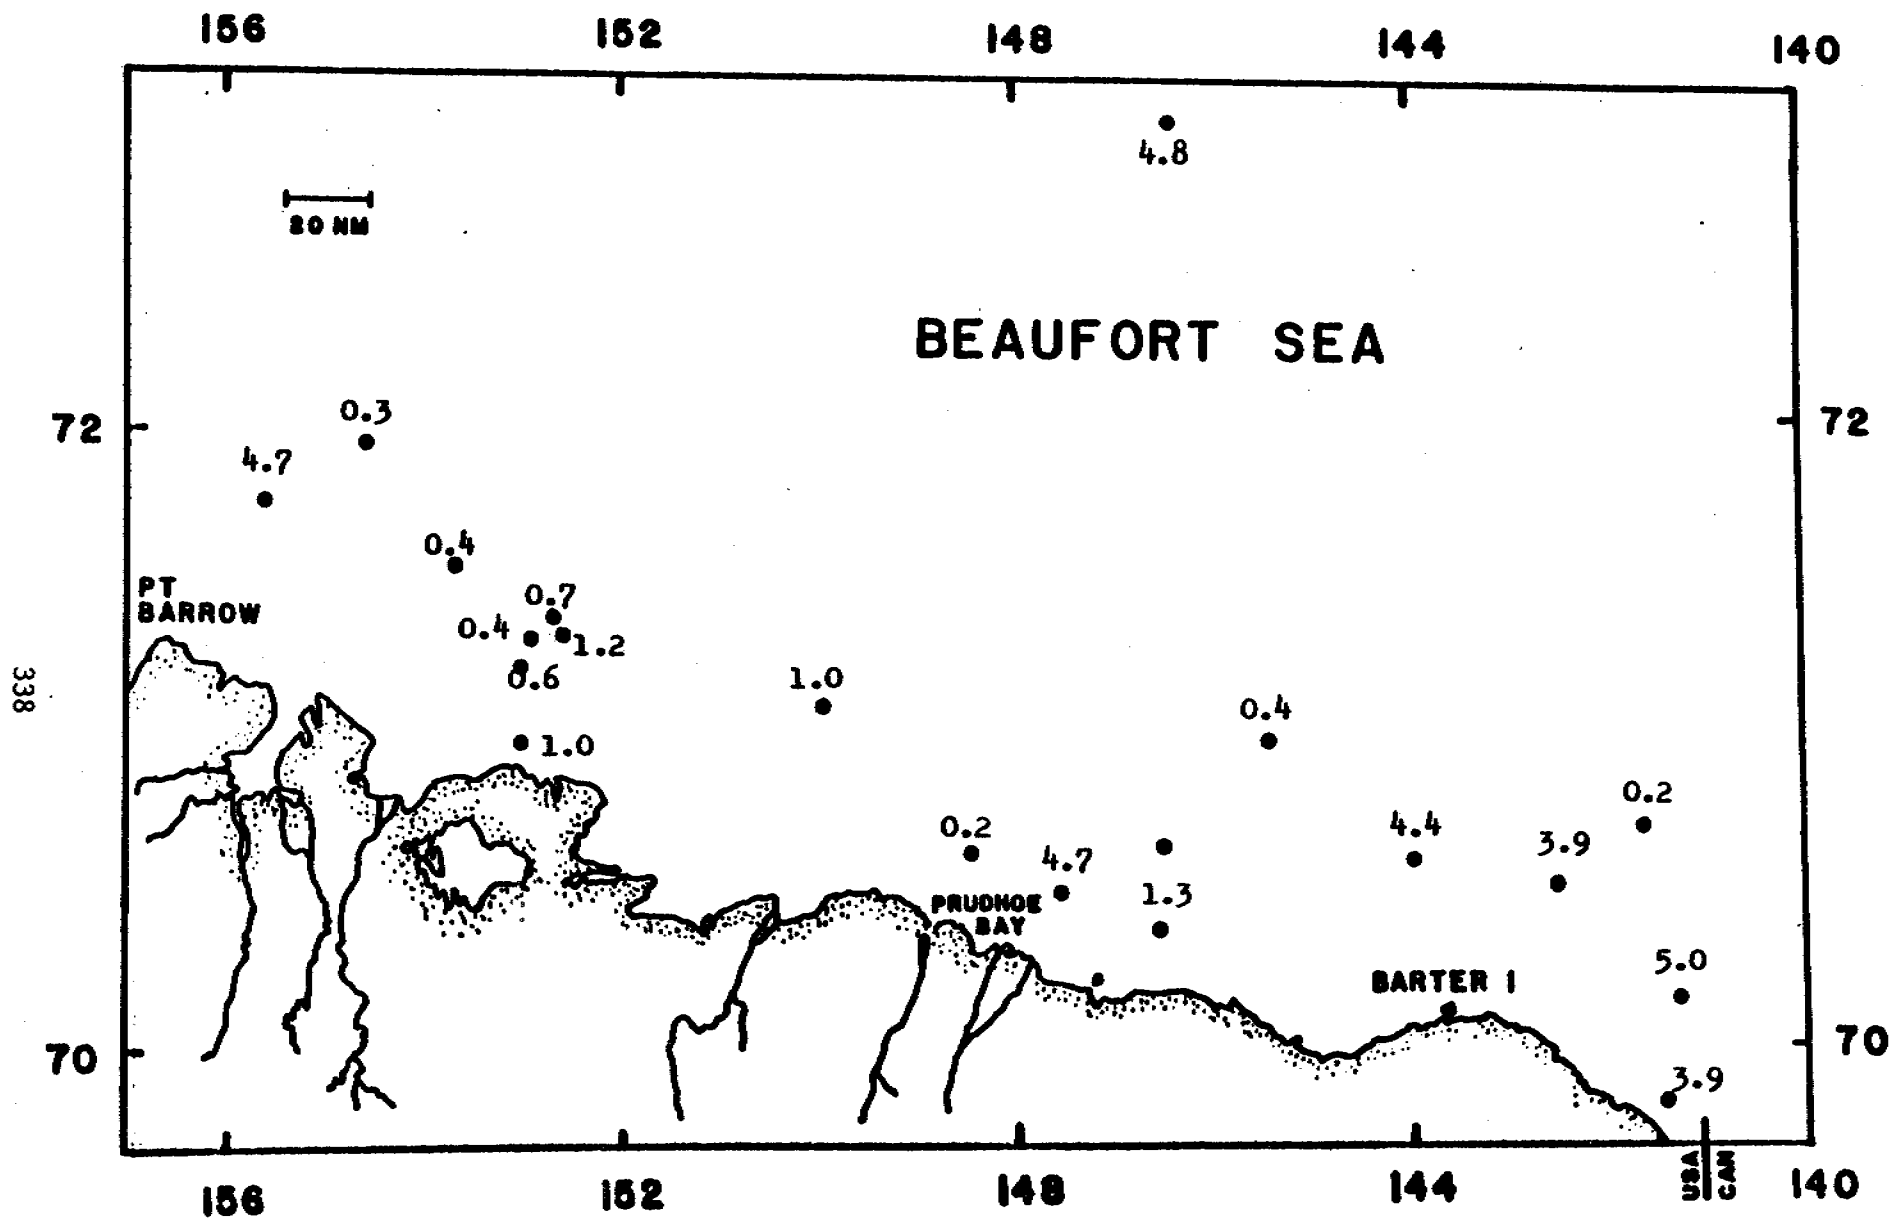 156 152 148 144 140
4.8
20 NM
BEAUFORT SEA
72 0.3 72
4.7
0.4
PT
BARROW
0.7
0.4 1.2
0.6
1.0
1.0
0.4
0.2
0.2 4.7 4.4 3.9
1.3
PRUDHOE
BAY
5.0
BARTER I
70 70
3.9
156 152 148 144 140
USA
CAN
338